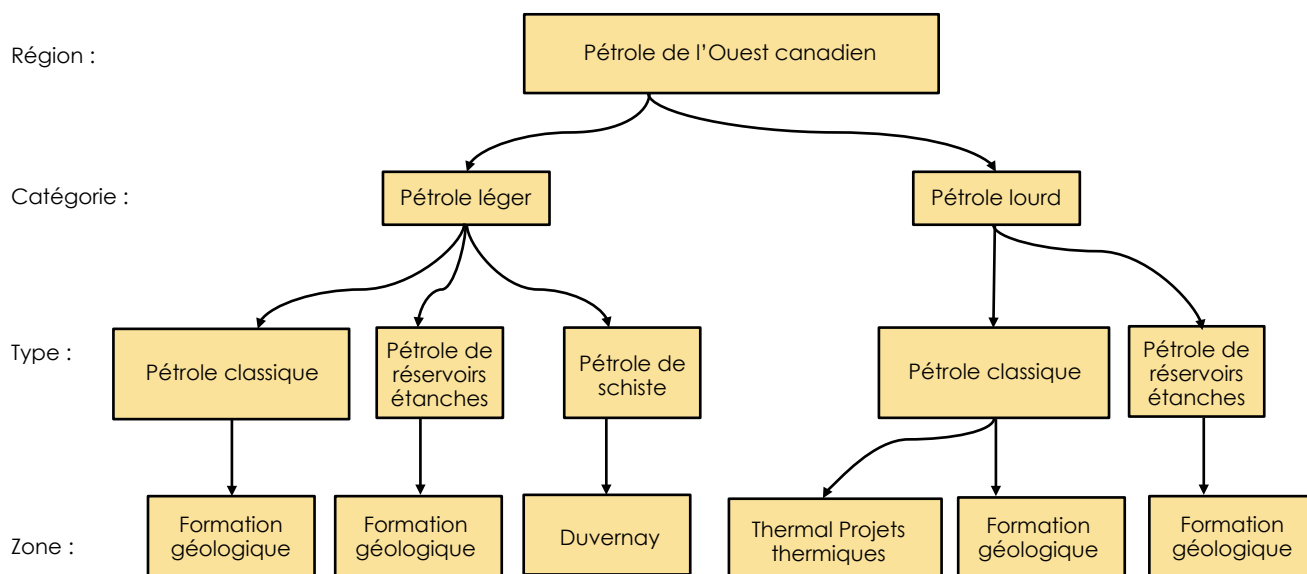 Région :
Pétrole de l’Ouest canadien
Catégorie :
Pétrole léger
Pétrole lourd
Type :
Pétrole classique
Pétrole de
réservoirs
étanches
Pétrole de
schiste
Pétrole classique
Pétrole de
réservoirs
étanches
Zone :
Formation
géologique
Formation
géologique
Duvernay
Thermal Projets
thermiques
Formation
géologique
Formation
géologique